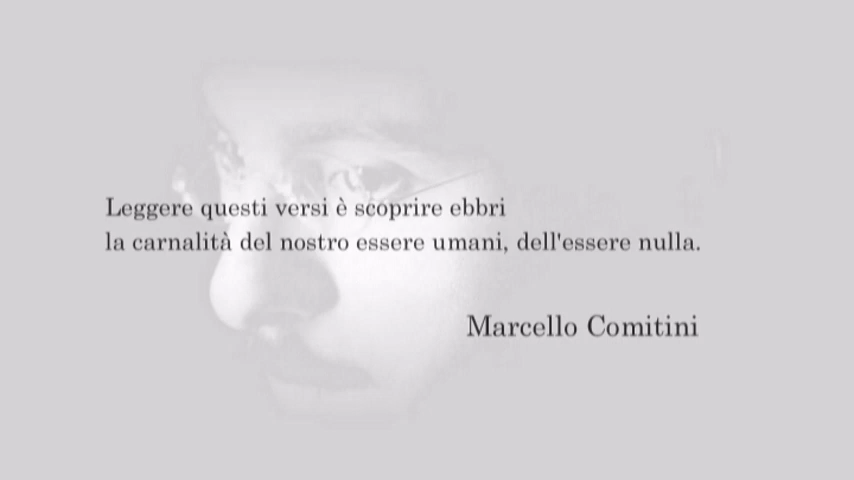 Leggere questi versi è scoprire ebbri
la carnalità del nostro essere umani, dell'essere nulla.
Marcello Comitini